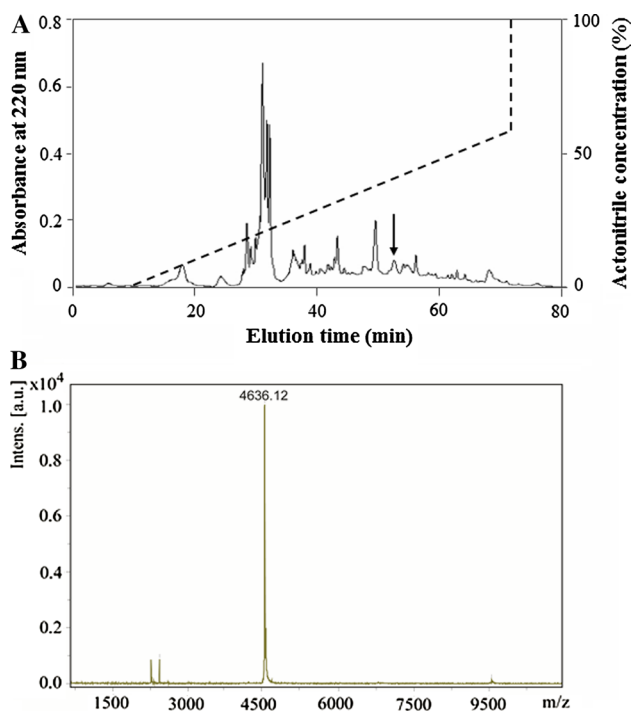 A
Absorbance at 220 nm
0.8
0.6
0.4
0.2
0
100
50
0
Actonitrile concentration (%)
0 20 40 60 80
Elution time (min)
B
Intens. [a.u.]
x10⁴
4636.12
1.0
0.8
0.6
0.4
0.2
0.0
1500 3000 4500 6000 7500 9500 m/z